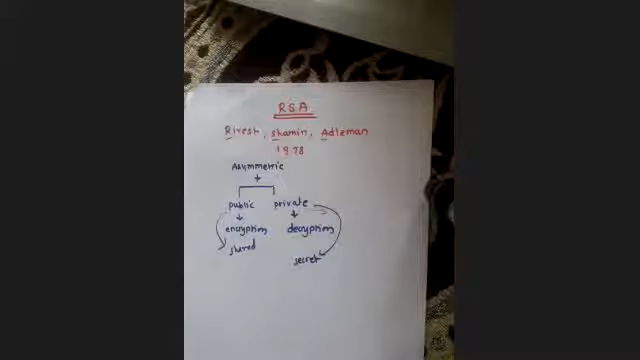 RSA
Rivest, shamin, Adleman
1978
Asymmetric
public private
encryption decryption
shared
secret